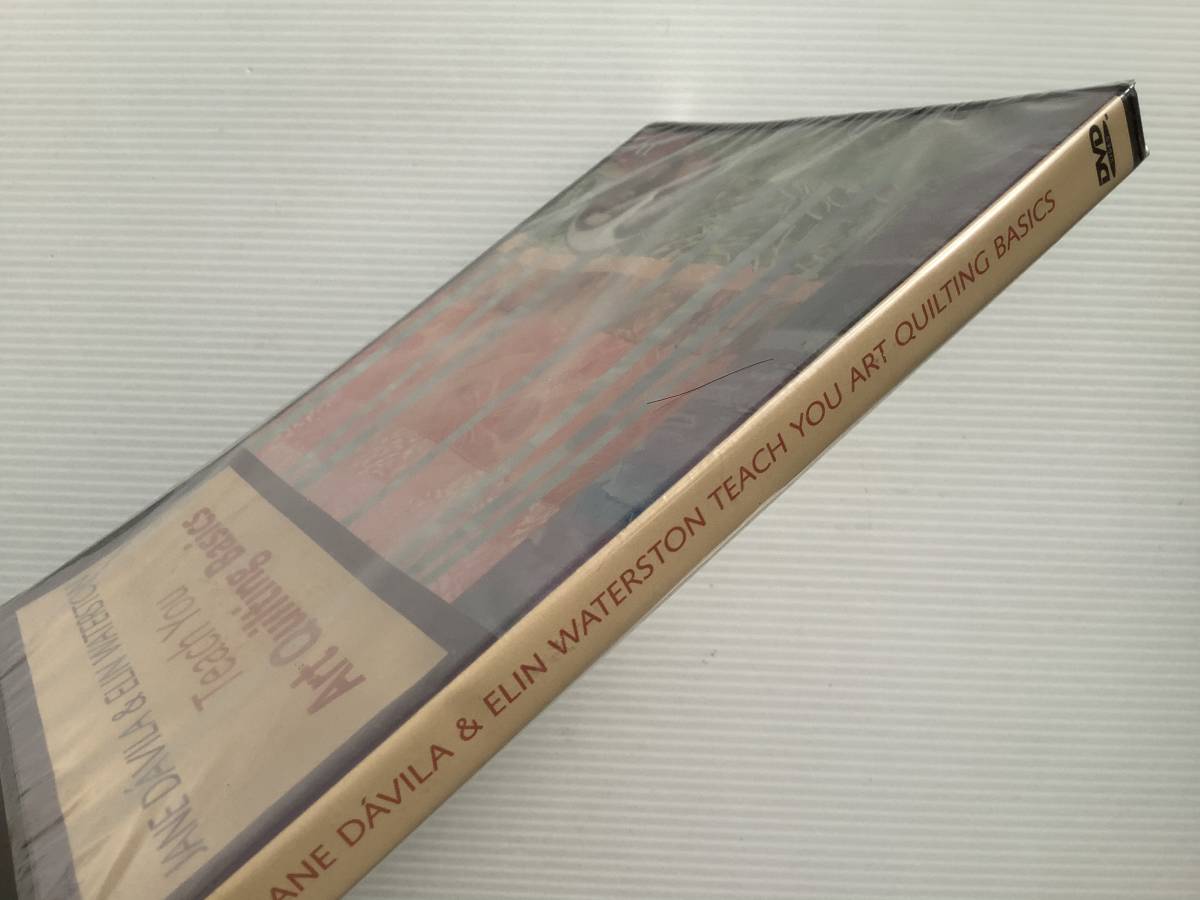 ANE DÁVILA & ELIN WATERSTON TEACH YOU ART QUILTING BASICS
DVD
JANE DÁVILA & ELIN WATERSTON
Teach You
Art Quilting Basics